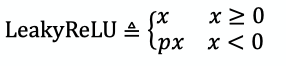 LeakyReLU ≜ { x x ≥ 0
px x < 0